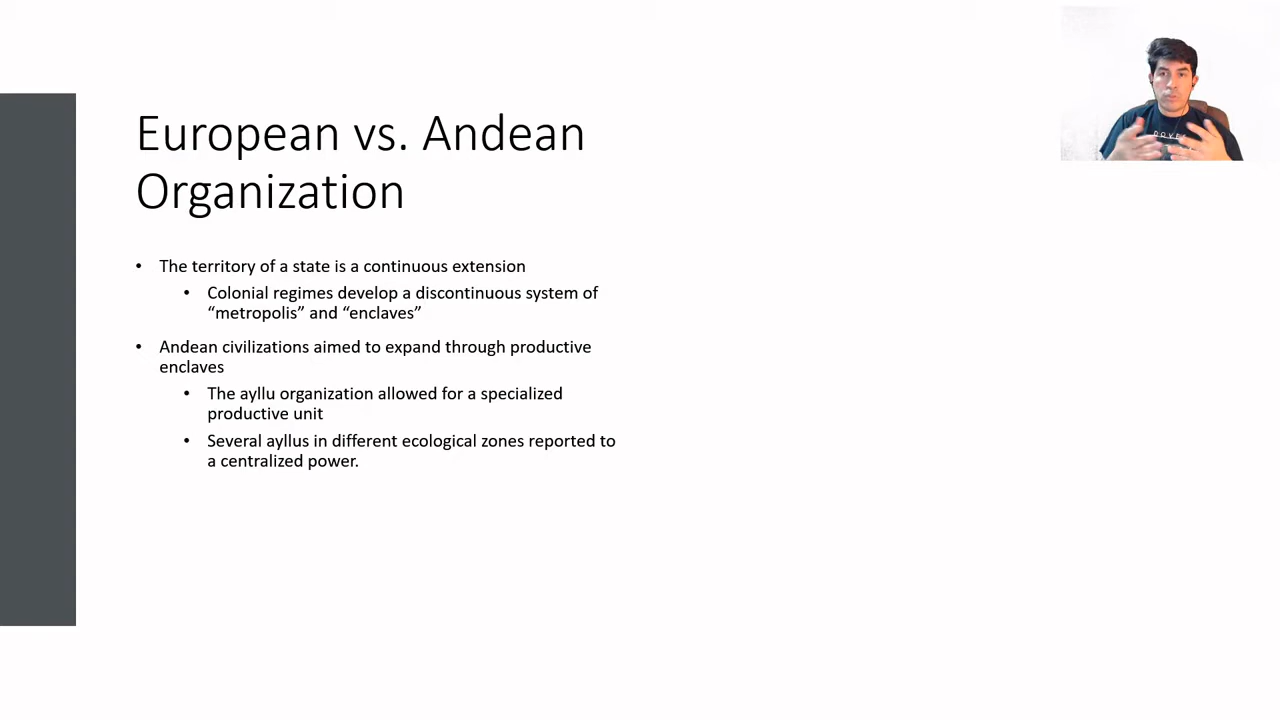 European vs. Andean
Organization
• The territory of a state is a continuous extension
• Colonial regimes develop a discontinuous system of
“metropolis” and “enclaves”
• Andean civilizations aimed to expand through productive
enclaves
• The ayllu organization allowed for a specialized
productive unit
• Several ayllus in different ecological zones reported to
a centralized power.